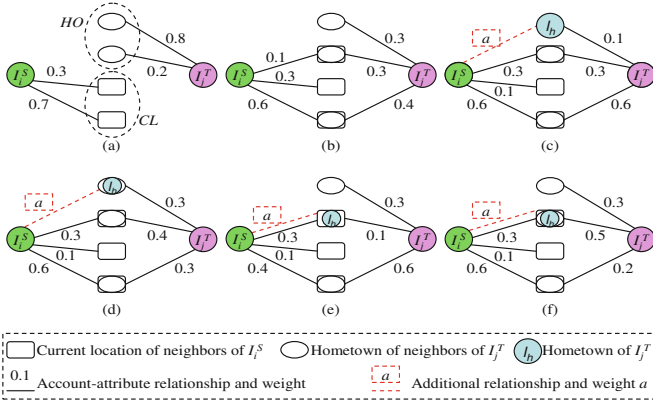 HO
0.8
0.2
0.3
0.7
I_i^S
I_j^T
CL
(a)
0.1
0.3
0.6
0.3
0.3
0.4
I_i^S
I_j^T
(b)
a
l_h
0.1
0.3
0.3
0.1
0.6
0.6
I_i^S
I_j^T
(c)
a
l_h
0.3
0.3
0.4
0.1
0.6
0.3
I_i^S
I_j^T
(d)
a
l_h
0.3
0.3
0.1
0.1
0.4
0.6
I_i^S
I_j^T
(e)
a
l_h
0.3
0.3
0.5
0.1
0.6
0.2
I_i^S
I_j^T
(f)
Current location of neighbors of I_i^S
Hometown of neighbors of I_j^T
l_h Hometown of I_j^T
0.1 Account-attribute relationship and weight
a Additional relationship and weight a